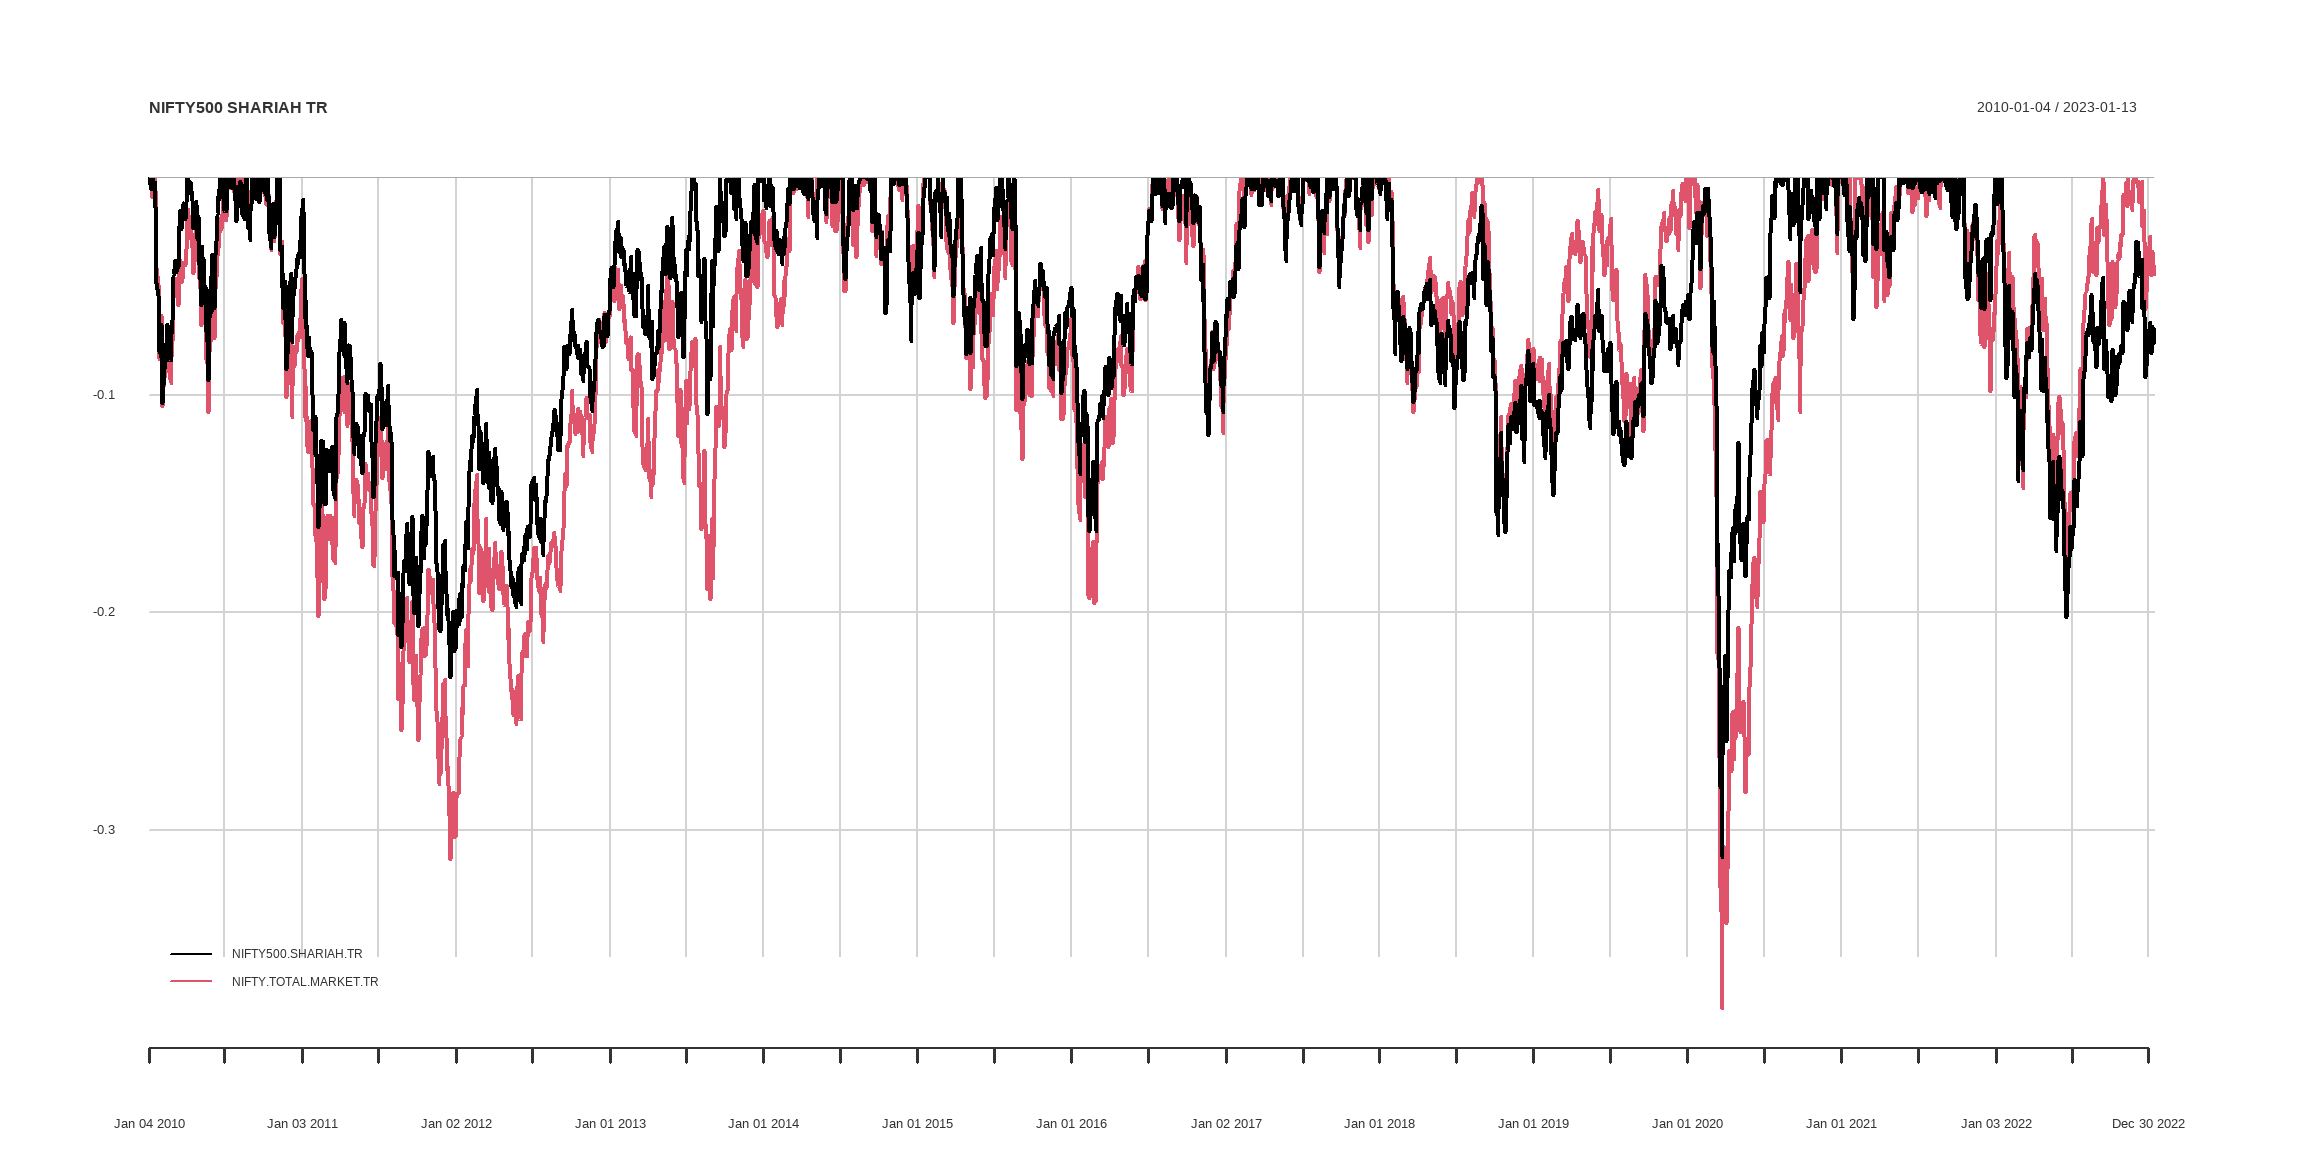 NIFTY500 SHARIAH TR
2010-01-04 / 2023-01-13
-0.1
-0.2
-0.3
NIFTY500.SHARIAH.TR
NIFTY.TOTAL.MARKET.TR
Jan 04 2010 Jan 03 2011 Jan 02 2012 Jan 01 2013 Jan 01 2014 Jan 01 2015 Jan 01 2016 Jan 02 2017 Jan 01 2018 Jan 01 2019 Jan 01 2020 Jan 01 2021 Jan 03 2022 Dec 30 2022